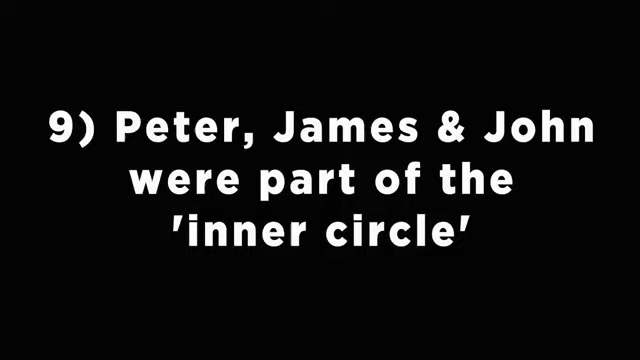 9) Peter, James & John
were part of the
'inner circle'